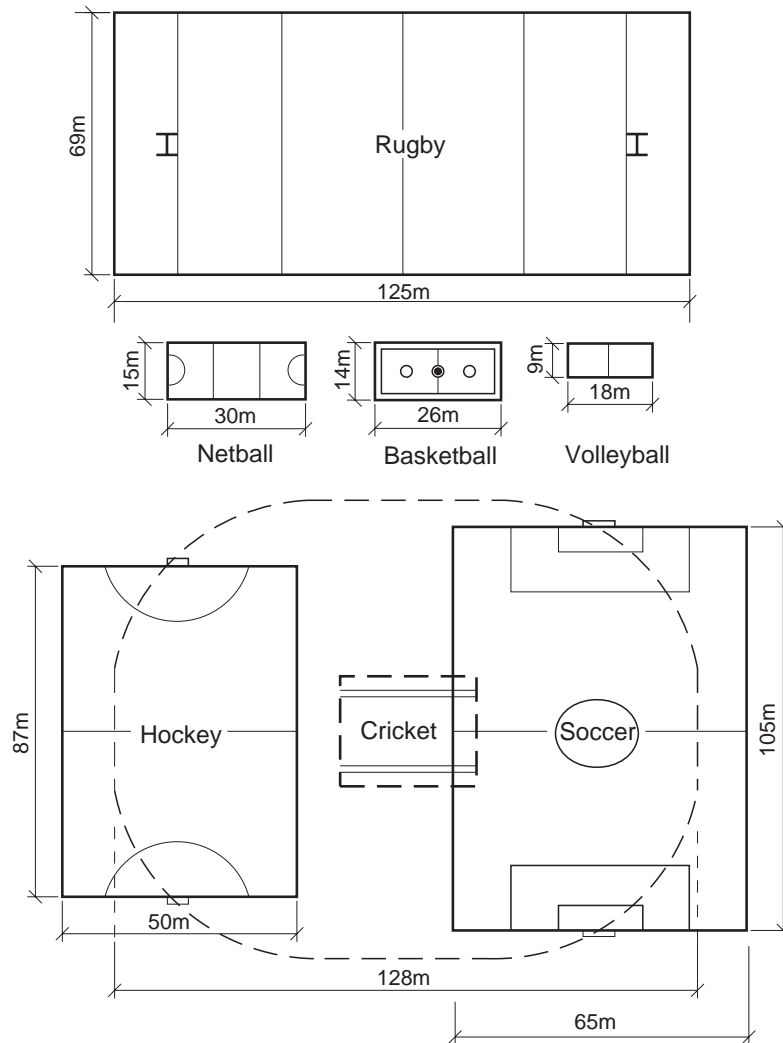 69m
Rugby
125m
15m
30m
Netball
14m
26m
Basketball
9m
18m
Volleyball
87m
Hockey
50m
Cricket
Soccer
105m
128m
65m